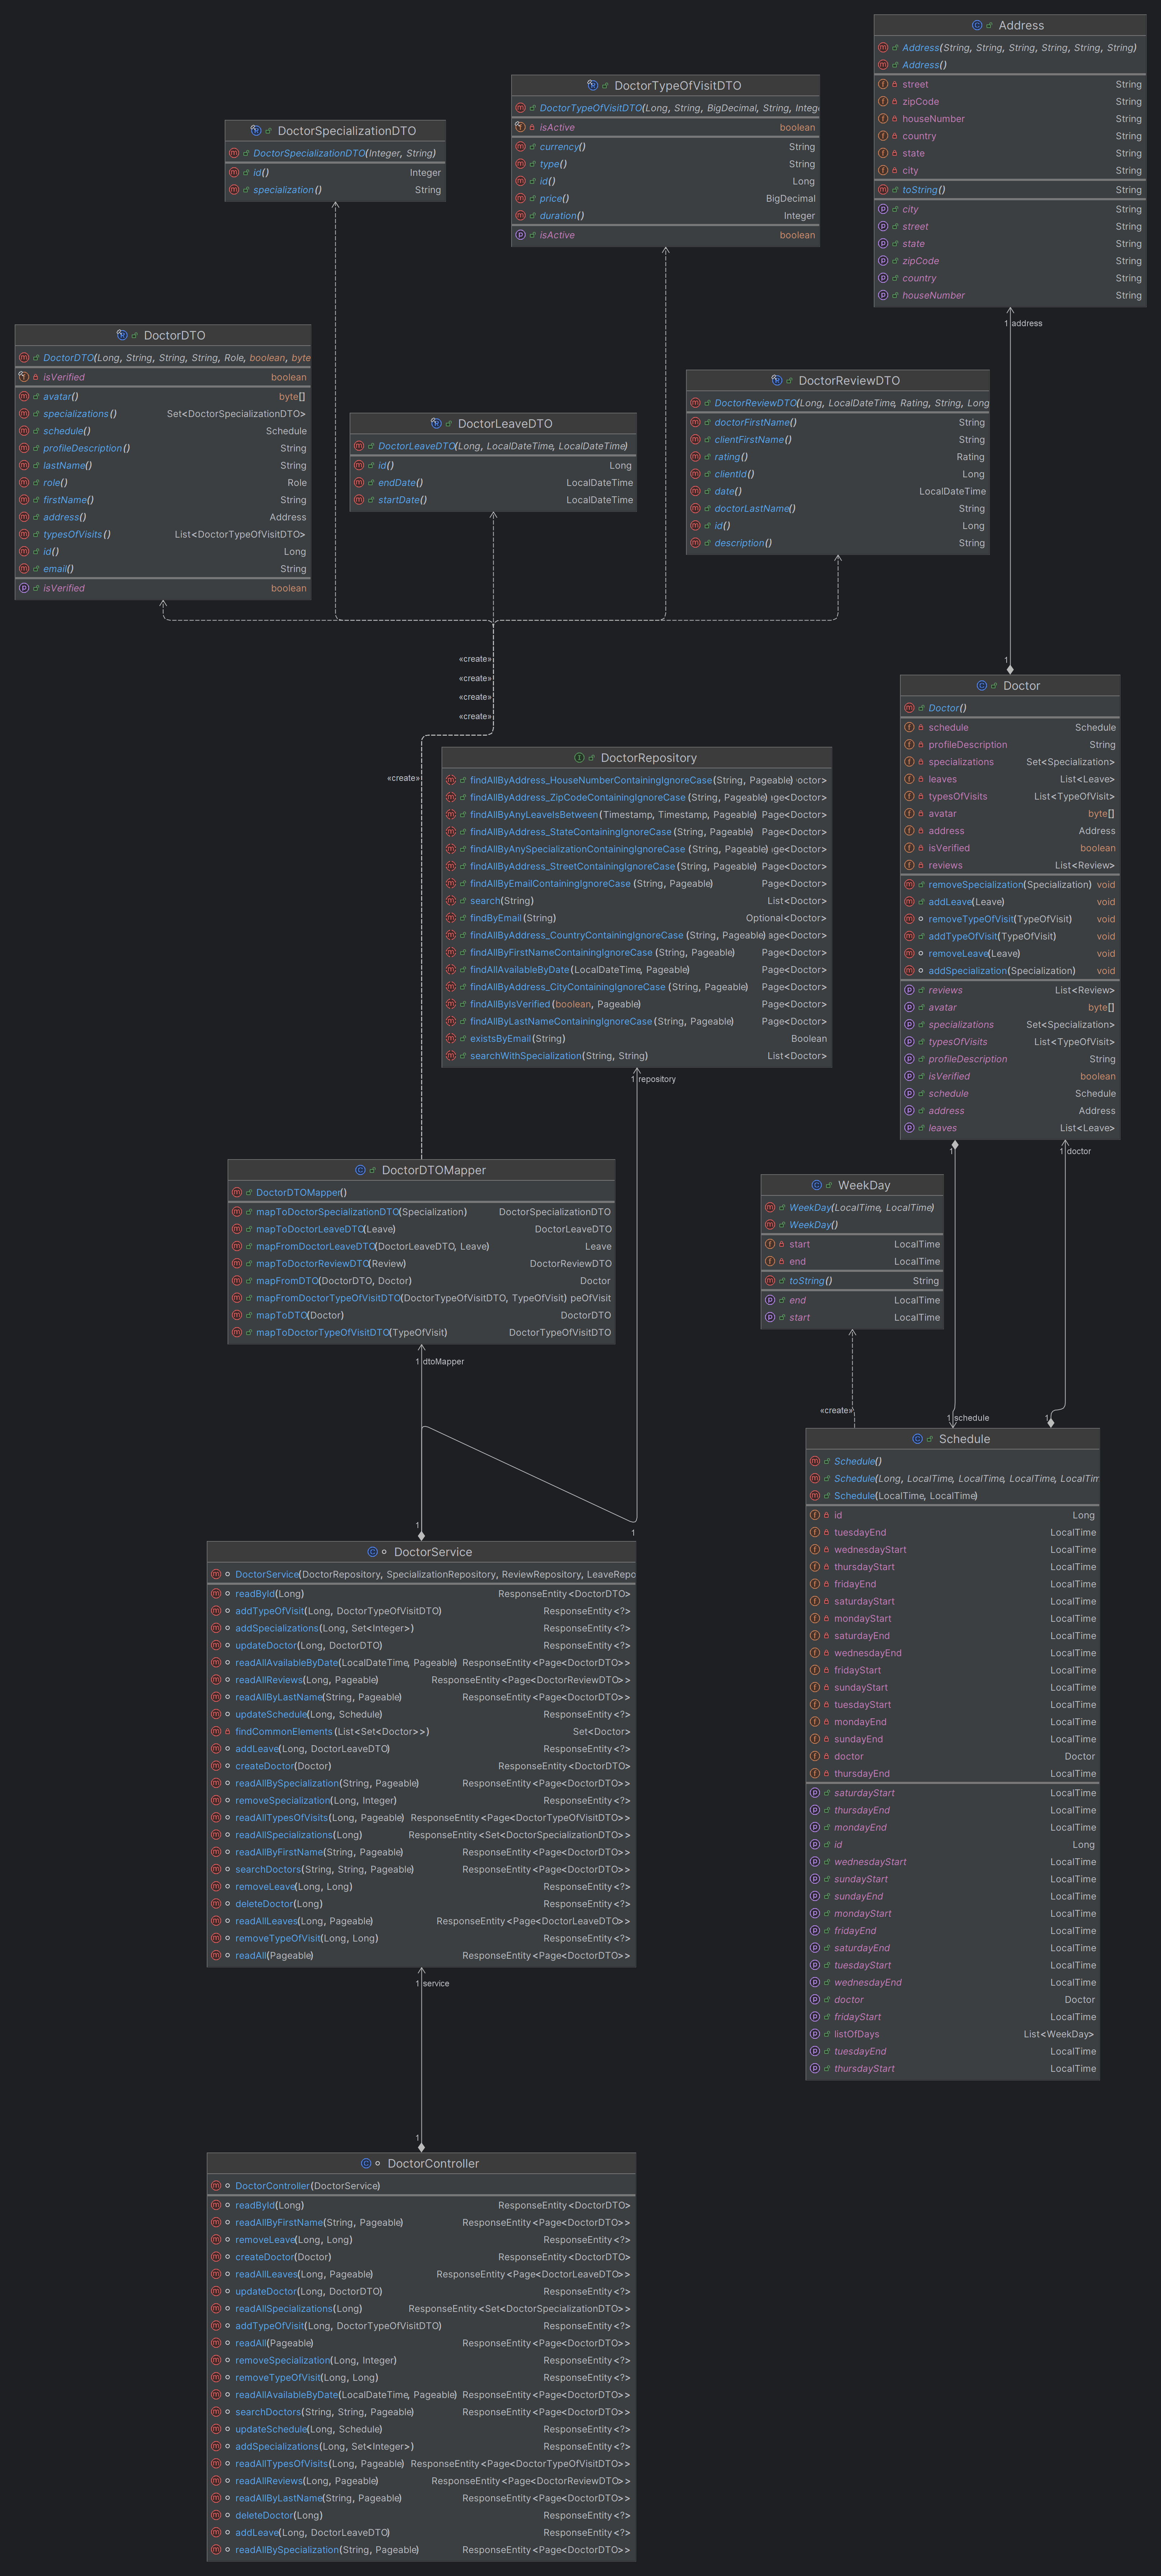 Address
Address(String, String, String, String, String, String)
Address()
street String
zipCode String
houseNumber String
country String
state String
city String
toString() String
city String
street String
state String
zipCode String
country String
houseNumber String
DoctorTypeOfVisitDTO
DoctorTypeOfVisitDTO(Long, String, BigDecimal, String, Intege
isActive boolean
currency() String
type() String
id() Long
price() BigDecimal
duration() Integer
isActive boolean
DoctorSpecializationDTO
DoctorSpecializationDTO(Integer, String)
id() Integer
specialization() String
1 address
DoctorDTO
DoctorDTO(Long, String, String, String, Role, boolean, byte
isVerified boolean
avatar() byte[]
specializations() Set<DoctorSpecializationDTO>
schedule() Schedule
profileDescription() String
lastName() String
role() Role
firstName() String
address() Address
typesOfVisits() List<DoctorTypeOfVisitDTO>
id() Long
email() String
isVerified boolean
DoctorReviewDTO
DoctorReviewDTO(Long, LocalDateTime, Rating, String, Long
doctorFirstName() String
clientFirstName() String
rating() Rating
clientId() Long
date() LocalDateTime
doctorLastName() String
id() Long
description() String
DoctorLeaveDTO
DoctorLeaveDTO(Long, LocalDateTime, LocalDateTime)
id() Long
endDate() LocalDateTime
startDate() LocalDateTime
«create»
«create»
«create»
«create»
«create»
1
Doctor
Doctor()
schedule Schedule
profileDescription String
specializations Set<Specialization>
leaves List<Leave>
typesOfVisits List<TypeOfVisit>
avatar byte[]
address Address
isVerified boolean
reviews List<Review>
removeSpecialization(Specialization) void
addLeave(Leave) void
removeTypeOfVisit(TypeOfVisit) void
addTypeOfVisit(TypeOfVisit) void
removeLeave(Leave) void
addSpecialization(Specialization) void
reviews List<Review>
avatar byte[]
specializations Set<Specialization>
typesOfVisits List<TypeOfVisit>
profileDescription String
isVerified boolean
schedule Schedule
address Address
leaves List<Leave>
DoctorRepository
findAllByAddress_HouseNumberContainingIgnoreCase(String, Pageable) octor>
findAllByAddress_ZipCodeContainingIgnoreCase(String, Pageable) ige<Doctor>
findAllByAnyLeaveIsBetween(Timestamp, Timestamp, Pageable) Page<Doctor>
findAllByAddress_StateContainingIgnoreCase(String, Pageable) Page<Doctor>
findAllByAnySpecializationContainingIgnoreCase(String, Pageable) ige<Doctor>
findAllByAddress_StreetContainingIgnoreCase(String, Pageable) Page<Doctor>
findAllByEmailContainingIgnoreCase(String, Pageable) Page<Doctor>
search(String) List<Doctor>
findByEmail(String) Optional<Doctor>
findAllByAddress_CountryContainingIgnoreCase(String, Pageable) age<Doctor>
findAllByFirstNameContainingIgnoreCase(String, Pageable) Page<Doctor>
findAllAvailableByDate(LocalDateTime, Pageable) Page<Doctor>
findAllByAddress_CityContainingIgnoreCase(String, Pageable) Page<Doctor>
findAllByIsVerified(boolean, Pageable) Page<Doctor>
findAllByLastNameContainingIgnoreCase(String, Pageable) Page<Doctor>
existsByEmail(String) Boolean
searchWithSpecialization(String, String) List<Doctor>
1 repository
1
1 doctor
DoctorDTOMapper
DoctorDTOMapper()
mapToDoctorSpecializationDTO(Specialization) DoctorSpecializationDTO
mapToDoctorLeaveDTO(Leave) DoctorLeaveDTO
mapFromDoctorLeaveDTO(DoctorLeaveDTO, Leave) Leave
mapToDoctorReviewDTO(Review) DoctorReviewDTO
mapFromDTO(DoctorDTO, Doctor) Doctor
mapFromDoctorTypeOfVisitDTO(DoctorTypeOfVisitDTO, TypeOfVisit) peOfVisit
mapToDTO(Doctor) DoctorDTO
mapToDoctorTypeOfVisitDTO(TypeOfVisit) DoctorTypeOfVisitDTO
1 dtoMapper
WeekDay
WeekDay(LocalTime, LocalTime)
WeekDay()
start LocalTime
end LocalTime
toString() String
end LocalTime
start LocalTime
«create»
1 schedule
1
Schedule
Schedule()
Schedule(Long, LocalTime, LocalTime, LocalTime, LocalTim
Schedule(LocalTime, LocalTime)
id Long
tuesdayEnd LocalTime
wednesdayStart LocalTime
thursdayStart LocalTime
fridayEnd LocalTime
saturdayStart LocalTime
mondayStart LocalTime
saturdayEnd LocalTime
wednesdayEnd LocalTime
fridayStart LocalTime
sundayStart LocalTime
tuesdayStart LocalTime
mondayEnd LocalTime
sundayEnd LocalTime
doctor Doctor
thursdayEnd LocalTime
saturdayStart LocalTime
thursdayEnd LocalTime
mondayEnd LocalTime
id Long
wednesdayStart LocalTime
sundayStart LocalTime
sundayEnd LocalTime
mondayStart LocalTime
fridayEnd LocalTime
saturdayEnd LocalTime
tuesdayStart LocalTime
wednesdayEnd LocalTime
doctor Doctor
fridayStart LocalTime
listOfDays List<WeekDay>
tuesdayEnd LocalTime
thursdayStart LocalTime
1
1
DoctorService
DoctorService(DoctorRepository, SpecializationRepository, ReviewRepository, LeaveRepo
readById(Long) ResponseEntity<DoctorDTO>
addTypeOfVisit(Long, DoctorTypeOfVisitDTO) ResponseEntity<?>
addSpecializations(Long, Set<Integer>) ResponseEntity<?>
updateDoctor(Long, DoctorDTO) ResponseEntity<?>
readAllAvailableByDate(LocalDateTime, Pageable) ResponseEntity<Page<DoctorDTO>>
readAllReviews(Long, Pageable) ResponseEntity<Page<DoctorReviewDTO>>
readAllByLastName(String, Pageable) ResponseEntity<Page<DoctorDTO>>
updateSchedule(Long, Schedule) ResponseEntity<?>
findCommonElements(List<Set<Doctor>>) Set<Doctor>
addLeave(Long, DoctorLeaveDTO) ResponseEntity<?>
createDoctor(Doctor) ResponseEntity<DoctorDTO>
readAllBySpecialization(String, Pageable) ResponseEntity<Page<DoctorDTO>>
removeSpecialization(Long, Integer) ResponseEntity<?>
readAllTypesOfVisits(Long, Pageable) ResponseEntity<Page<DoctorTypeOfVisitDTO>>
readAllSpecializations(Long) ResponseEntity<Set<DoctorSpecializationDTO>>
readAllByFirstName(String, Pageable) ResponseEntity<Page<DoctorDTO>>
searchDoctors(String, String, Pageable) ResponseEntity<Page<DoctorDTO>>
removeLeave(Long, Long) ResponseEntity<?>
deleteDoctor(Long) ResponseEntity<?>
readAllLeaves(Long, Pageable) ResponseEntity<Page<DoctorLeaveDTO>>
removeTypeOfVisit(Long, Long) ResponseEntity<?>
readAll(Pageable) ResponseEntity<Page<DoctorDTO>>
1 service
1
DoctorController
DoctorController(DoctorService)
readById(Long) ResponseEntity<DoctorDTO>
readAllByFirstName(String, Pageable) ResponseEntity<Page<DoctorDTO>>
removeLeave(Long, Long) ResponseEntity<?>
createDoctor(Doctor) ResponseEntity<DoctorDTO>
readAllLeaves(Long, Pageable) ResponseEntity<Page<DoctorLeaveDTO>>
updateDoctor(Long, DoctorDTO) ResponseEntity<?>
readAllSpecializations(Long) ResponseEntity<Set<DoctorSpecializationDTO>>
addTypeOfVisit(Long, DoctorTypeOfVisitDTO) ResponseEntity<?>
readAll(Pageable) ResponseEntity<Page<DoctorDTO>>
removeSpecialization(Long, Integer) ResponseEntity<?>
removeTypeOfVisit(Long, Long) ResponseEntity<?>
readAllAvailableByDate(LocalDateTime, Pageable) ResponseEntity<Page<DoctorDTO>>
searchDoctors(String, String, Pageable) ResponseEntity<Page<DoctorDTO>>
updateSchedule(Long, Schedule) ResponseEntity<?>
addSpecializations(Long, Set<Integer>) ResponseEntity<?>
readAllTypesOfVisits(Long, Pageable) ResponseEntity<Page<DoctorTypeOfVisitDTO>>
readAllReviews(Long, Pageable) ResponseEntity<Page<DoctorReviewDTO>>
readAllByLastName(String, Pageable) ResponseEntity<Page<DoctorDTO>>
deleteDoctor(Long) ResponseEntity<?>
addLeave(Long, DoctorLeaveDTO) ResponseEntity<?>
readAllBySpecialization(String, Pageable) ResponseEntity<Page<DoctorDTO>>